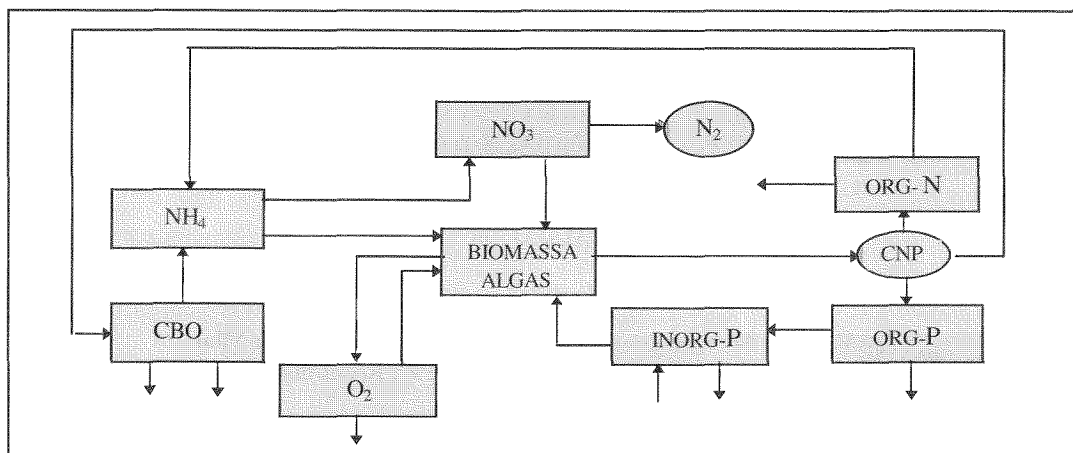 NO₃
N₂
ORG-N
NH₄
BIOMASSA
ALGAS
CNP
CBO
INORG-P
ORG-P
O₂